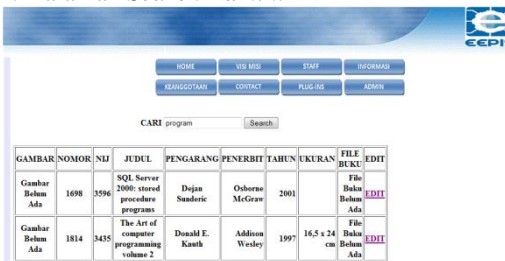 EEPI
HOME VISI MISI STAFF INFORMASI
KEANGGOTAAN CONTACT PLUG-INS ADMIN
CARI program Search
GAMBAR NOMOR NIJ JUDUL PENGARANG PENERBIT TAHUN UKURAN FILE BUKU EDIT
Gambar Belum Ada 1698 3596 SQL Server 2000: stored procedure programs Dejan Sunderic Osborne McGraw 2001 File Buku Belum Ada EDIT
Gambar Belum Ada 1814 3435 The Art of computer programming volume 2 Donald E. Knuth Addison Wesley 1997 16,5 x 24 cm File Buku Belum Ada EDIT